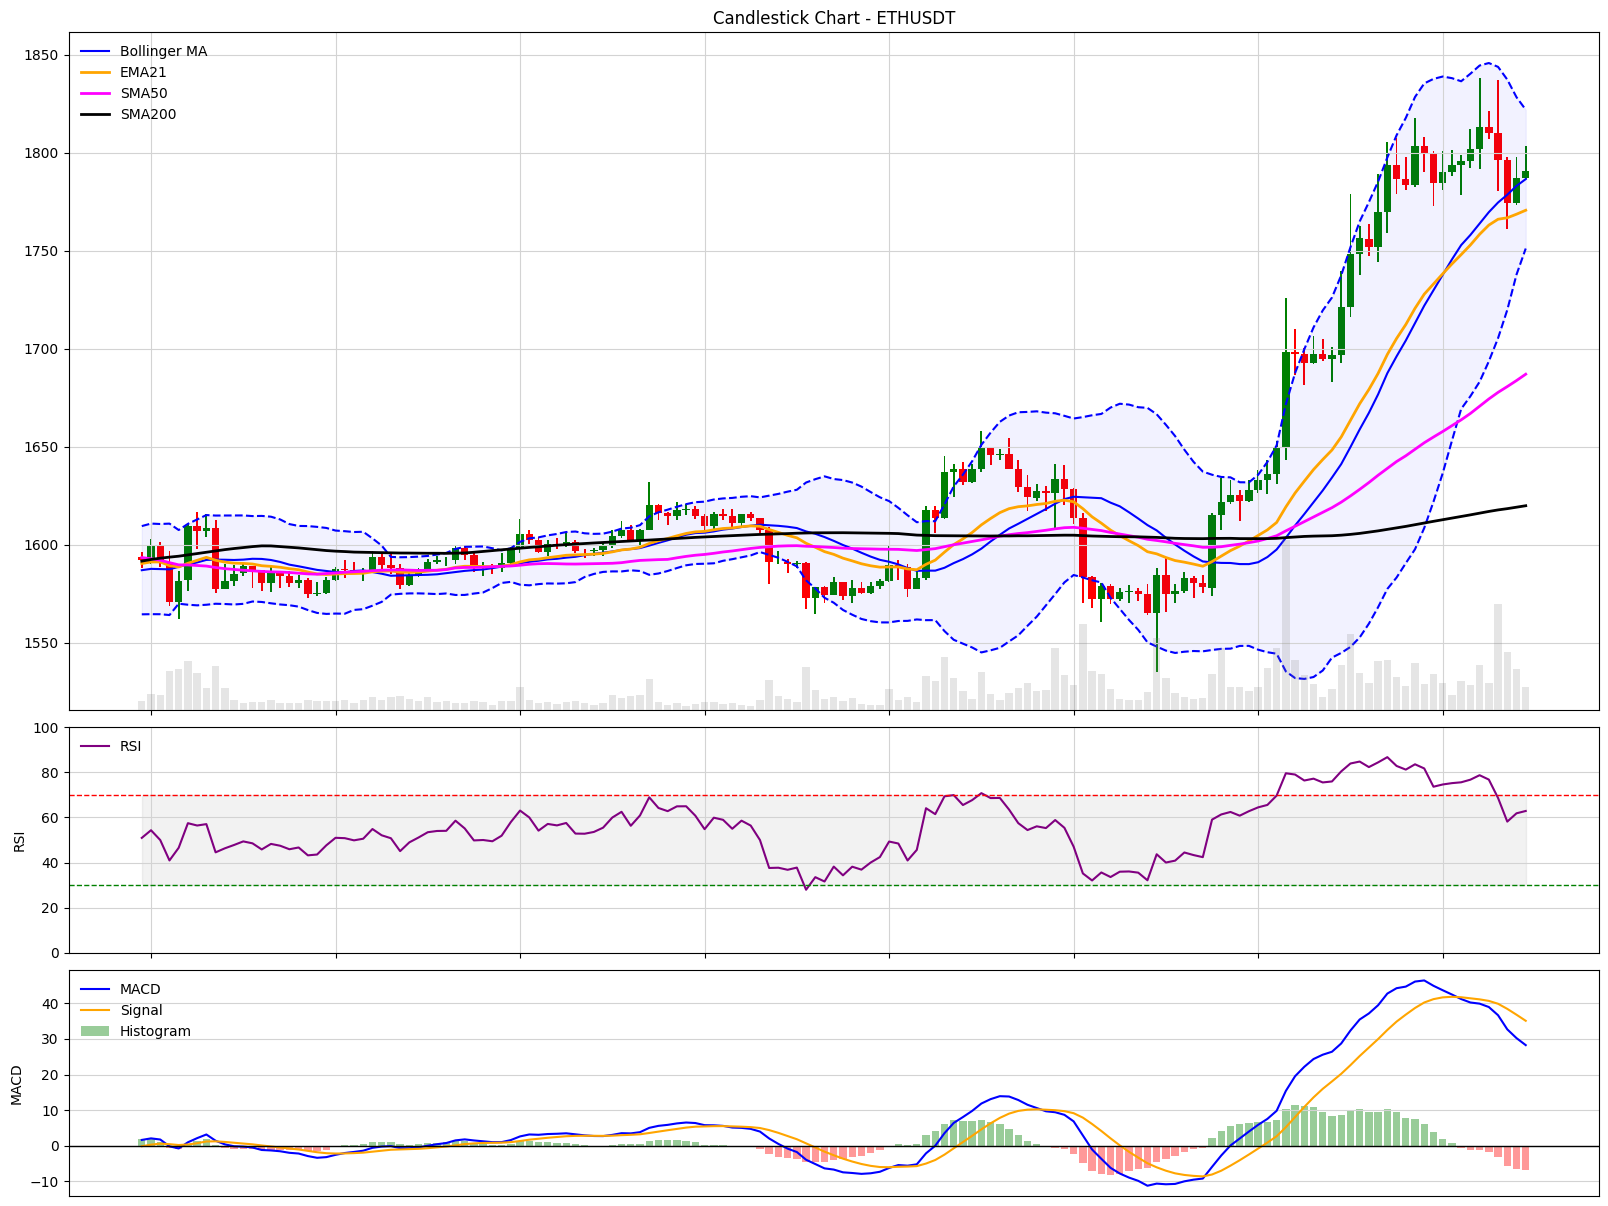 Candlestick Chart - ETHUSDT
Bollinger MA
EMA21
SMA50
SMA200
1850
1800
1750
1700
1650
1600
1550
RSI
100
80
60
40
20
0
RSI
MACD
Signal
Histogram
40
30
20
10
0
−10
MACD